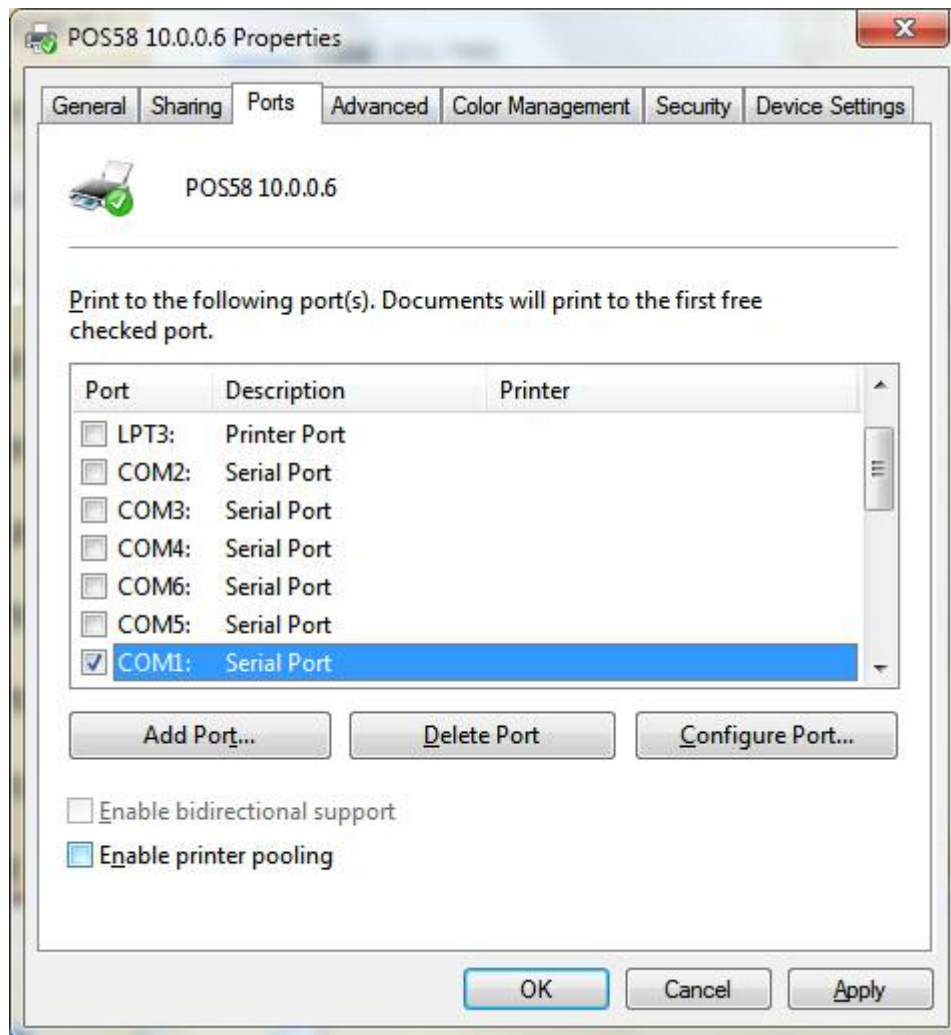 POS58 10.0.0.6 Properties
General Sharing Ports Advanced Color Management Security Device Settings
POS58 10.0.0.6
Print to the following port(s). Documents will print to the first free
checked port.
Port Description Printer
LPT3: Printer Port
COM2: Serial Port
COM3: Serial Port
COM4: Serial Port
COM6: Serial Port
COM5: Serial Port
COM1: Serial Port
Add Port... Delete Port Configure Port...
Enable bidirectional support
Enable printer pooling
OK Cancel Apply